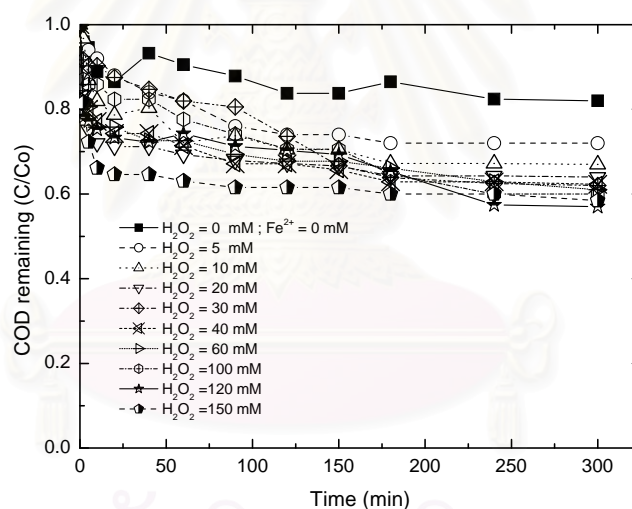 COD remaining (C/Co)
1.0
0.8
0.6
0.4
0.2
0.0
H2O2 = 0 mM ; Fe2+ = 0 mM
H2O2 = 5 mM
H2O2 = 10 mM
H2O2 = 20 mM
H2O2 = 30 mM
H2O2 = 40 mM
H2O2 = 60 mM
H2O2 =100 mM
H2O2 = 120 mM
H2O2 =150 mM
0 50 100 150 200 250 300
Time (min)